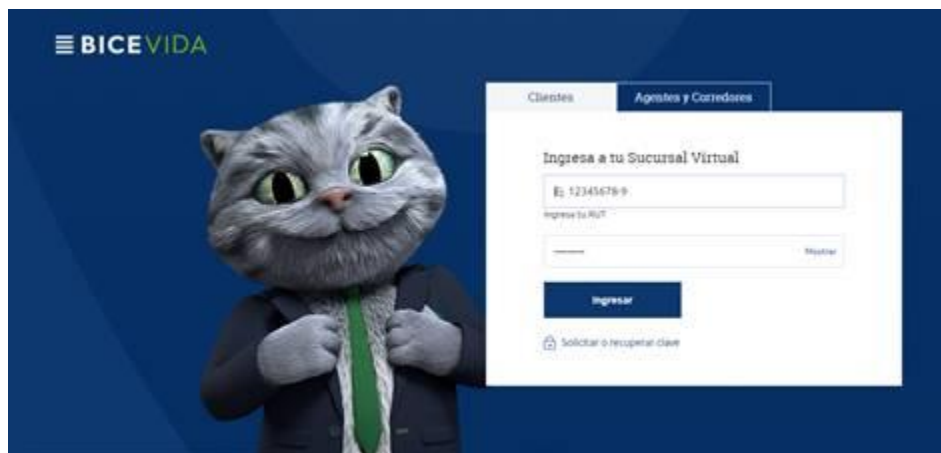 BICEVIDA
Clientes
Agentes y Corredores
Ingresa a tu Sucursal Virtual
Ej: 12345678-9
Ingresa tu RUT
Mostrar
Ingresar
Solicitar o recuperar clave